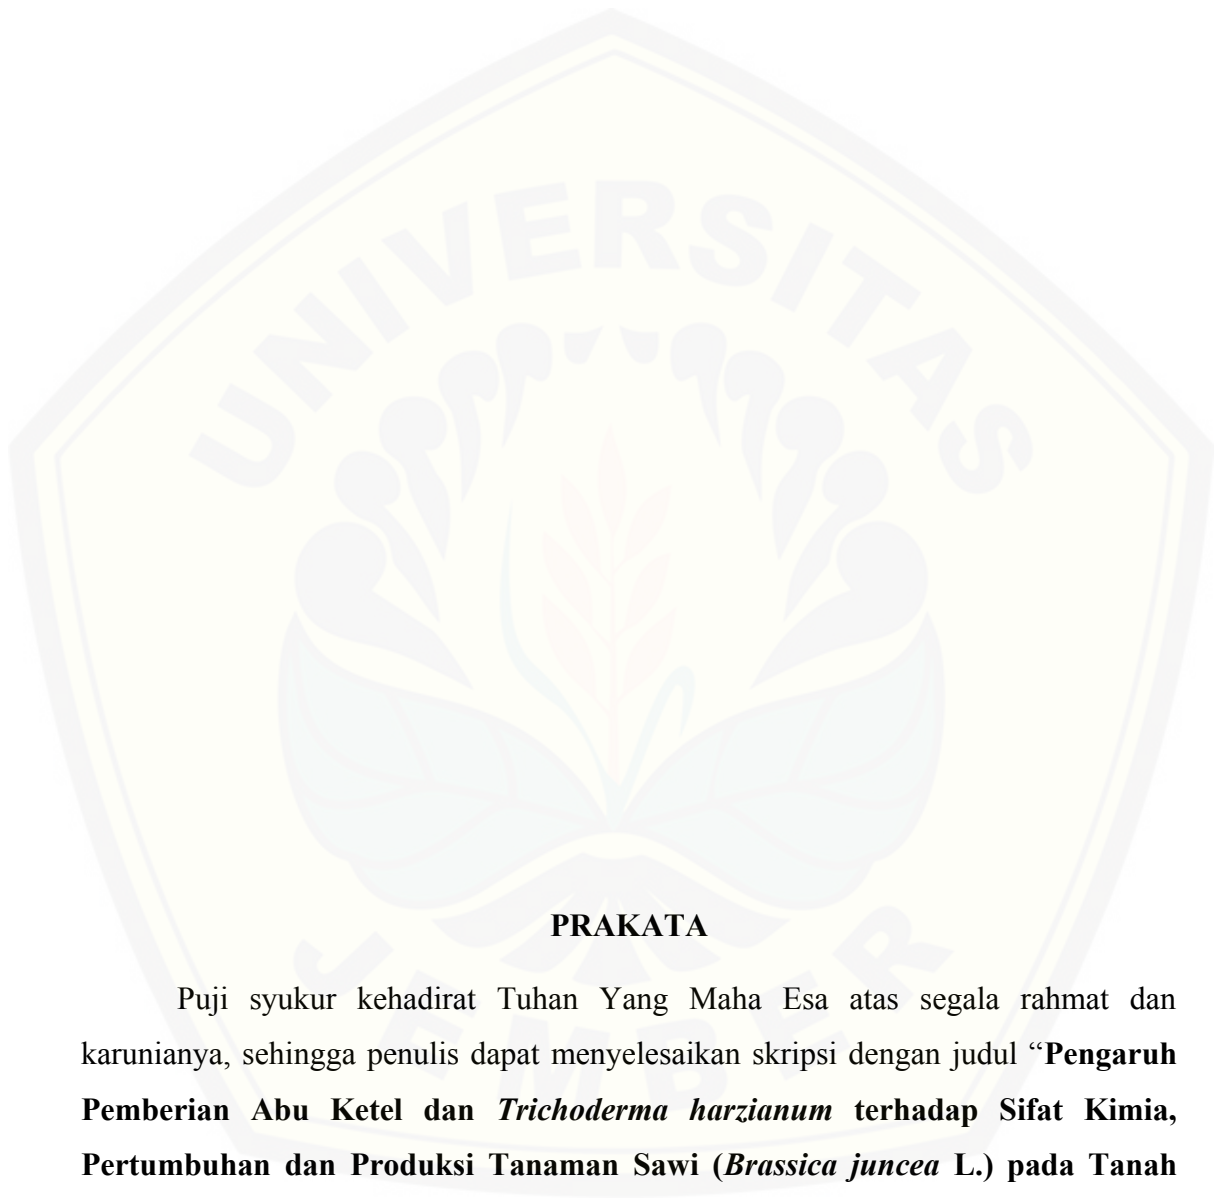 UNIVERSITAS
PRAKATA
Puji syukur kehadirat Tuhan Yang Maha Esa atas segala rahmat dan
karunianya, sehingga penulis dapat menyelesaikan skripsi dengan judul “Pengaruh
Pemberian Abu Ketel dan Trichoderma harzianum terhadap Sifat Kimia,
Pertumbuhan dan Produksi Tanaman Sawi (Brassica juncea L.) pada Tanah
JEMBER